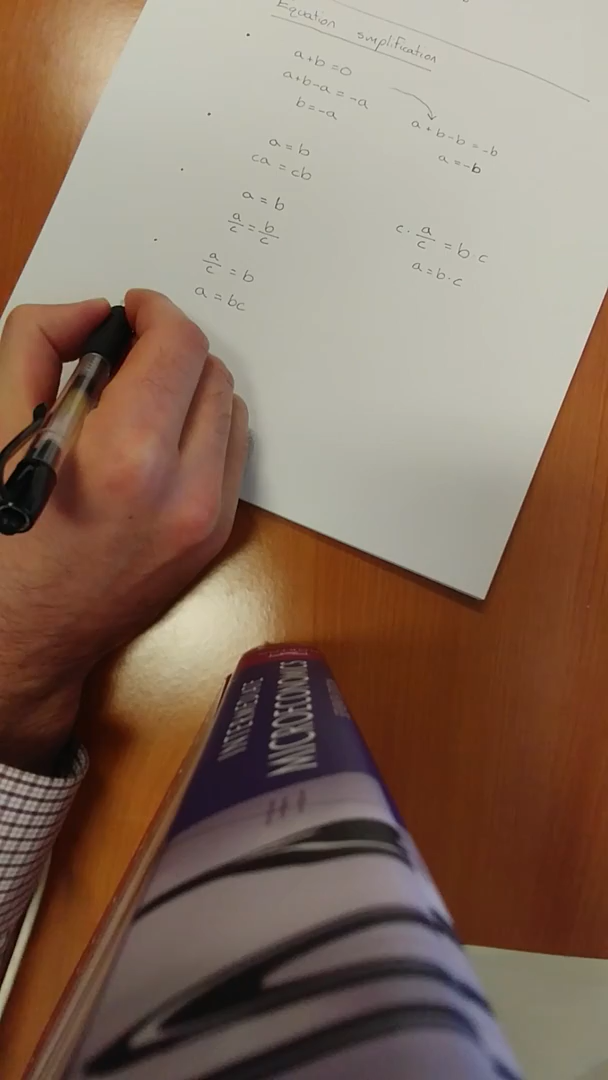 Equation simplification
a+b=0
a+b-a=-a
b=-a
a+b-b=-b
a=-b
a=b
ca=cb
a=b
a/c=b/c
c·a/c=b·c
a=b·c
a/c=b
a=bc
INTERMEDIATE
MICROECONOMICS